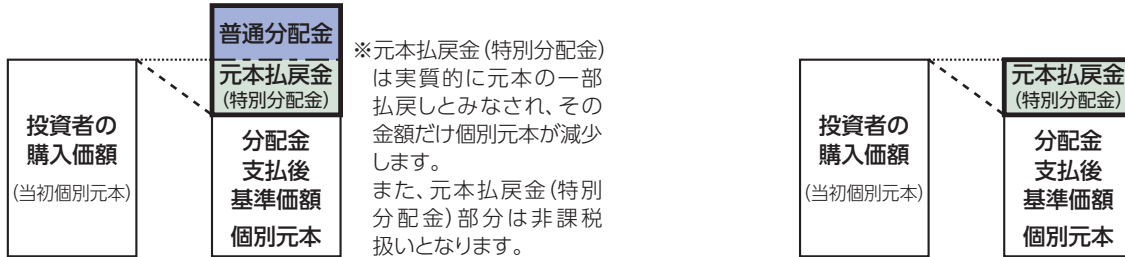 普通分配金
元本払戻金
(特別分配金)
投資者の
購入価額
(当初個別元本)
分配金
支払後
基準価額
個別元本
※元本払戻金(特別分配金)
は実質的に元本の一部
払戻しとみなされ、その
金額だけ個別元本が減少
します。
また、元本払戻金(特別
分配金)部分は非課税
扱いとなります。
投資者の
購入価額
(当初個別元本)
元本払戻金
(特別分配金)
分配金
支払後
基準価額
個別元本